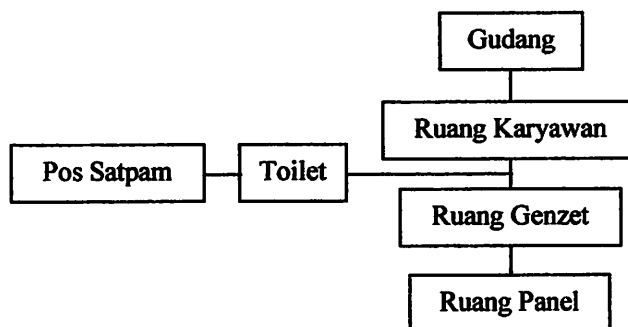 Gudang
Ruang Karyawan
Pos Satpam
Toilet
Ruang Genzet
Ruang Panel